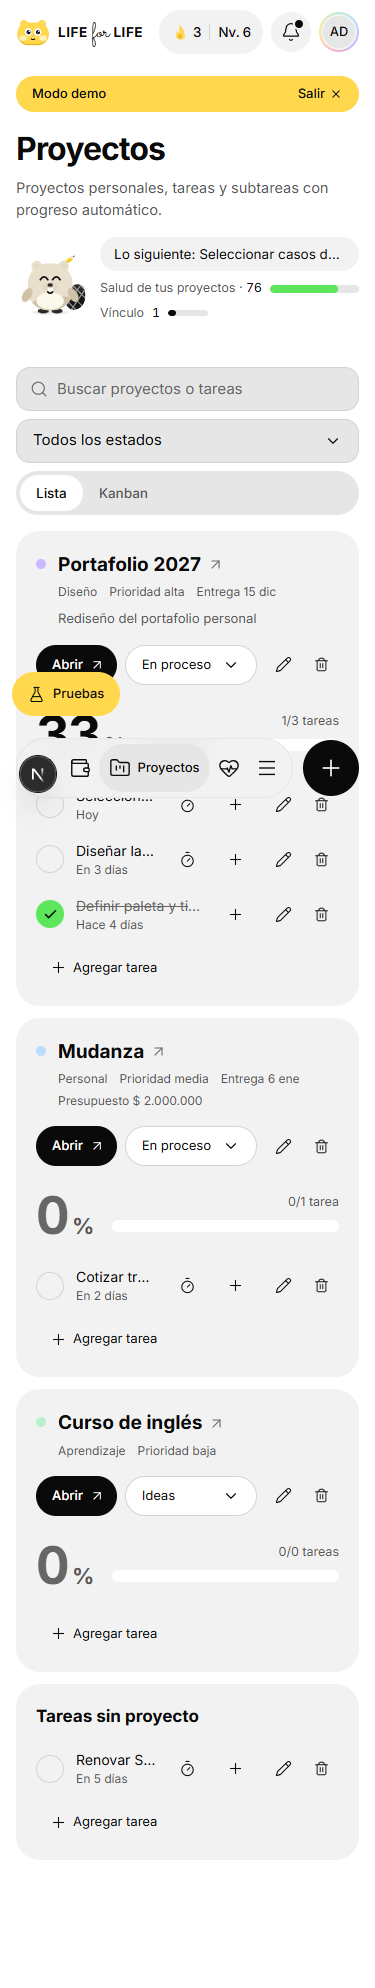 LIFE for LIFE
3
Nv. 6
AD
Modo demo
Salir ×
Proyectos
Proyectos personales, tareas y subtareas con
progreso automático.
Lo siguiente: Seleccionar casos d...
Salud de tus proyectos · 76
Vínculo 1
Buscar proyectos o tareas
Todos los estados
Lista
Kanban
Portafolio 2027
Diseño Prioridad alta Entrega 15 dic
Rediseño del portafolio personal
Abrir
En proceso
Pruebas
33
1/3 tareas
N
Proyectos
Hoy
Diseñar la...
En 3 días
Definir paleta y ti...
Hace 4 días
+ Agregar tarea
Mudanza
Personal Prioridad media Entrega 6 ene
Presupuesto $ 2.000.000
Abrir
En proceso
0 %
0/1 tarea
Cotizar tr...
En 2 días
+ Agregar tarea
Curso de inglés
Aprendizaje Prioridad baja
Abrir
Ideas
0 %
0/0 tareas
+ Agregar tarea
Tareas sin proyecto
Renovar S...
En 5 días
+ Agregar tarea